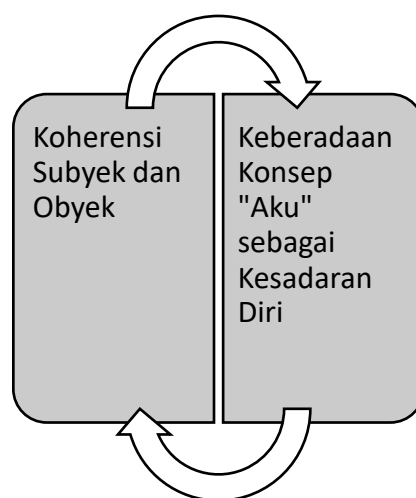 Koherensi
Subyek dan
Obyek
Keberadaan
Konsep
"Aku"
sebagai
Kesadaran
Diri